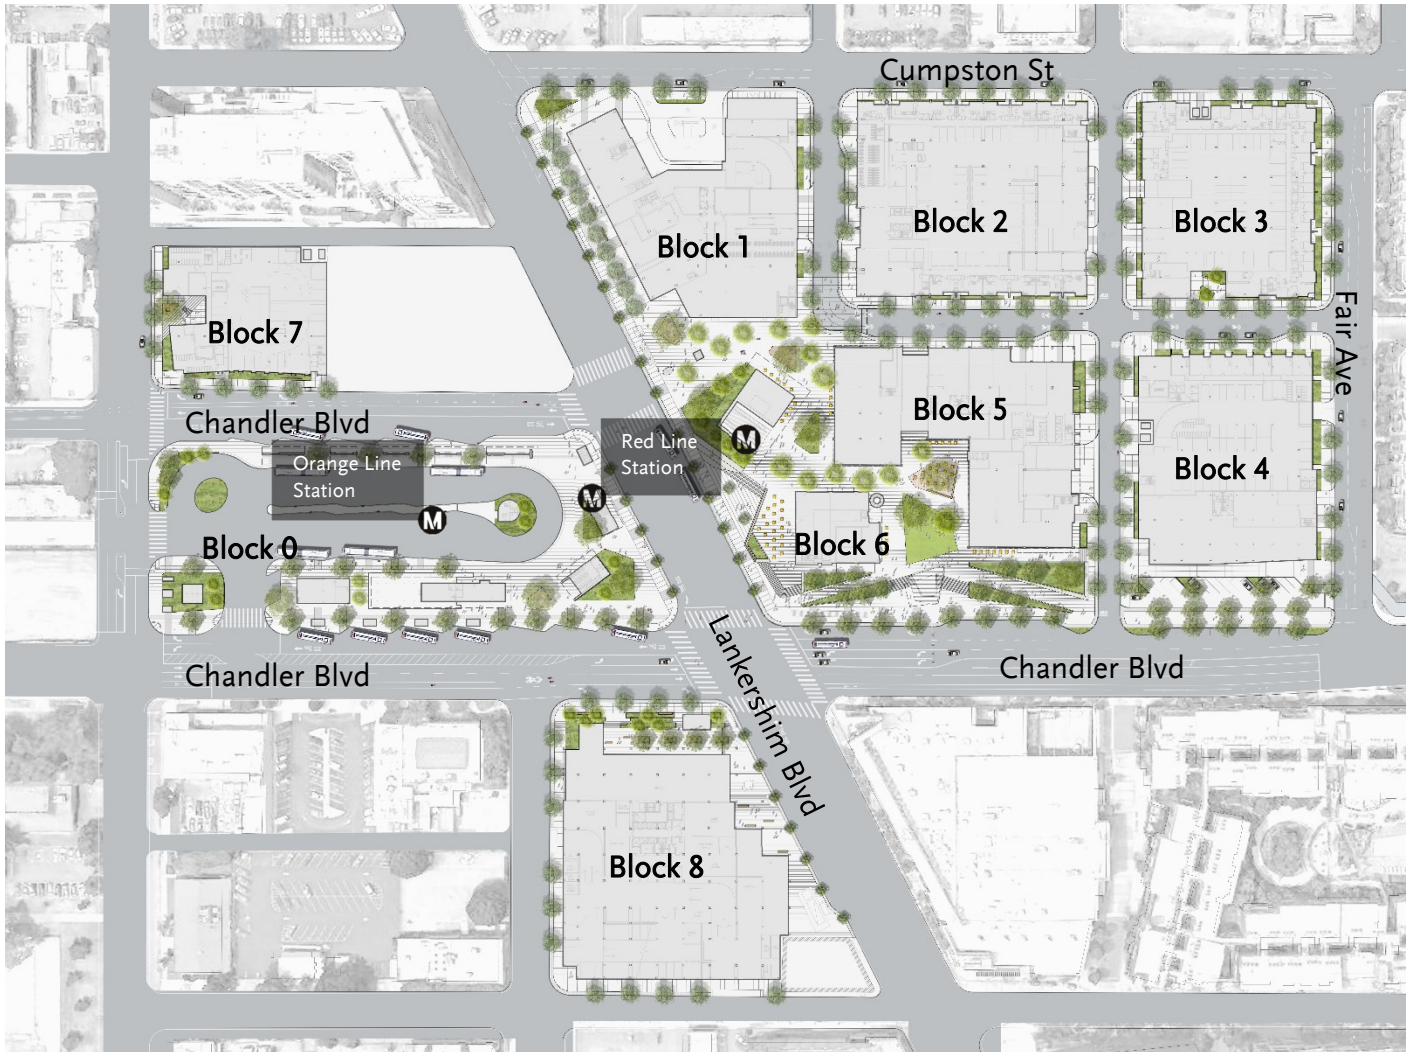 Cumpston St
Block 1
Block 2
Block 3
Block 7
Fair Ave
Chandler Blvd
Block 5
Red Line
Station
M
Orange Line
Station
M
M
Block 4
Block 0
Block 6
Lankershim Blvd
Chandler Blvd
Chandler Blvd
Block 8